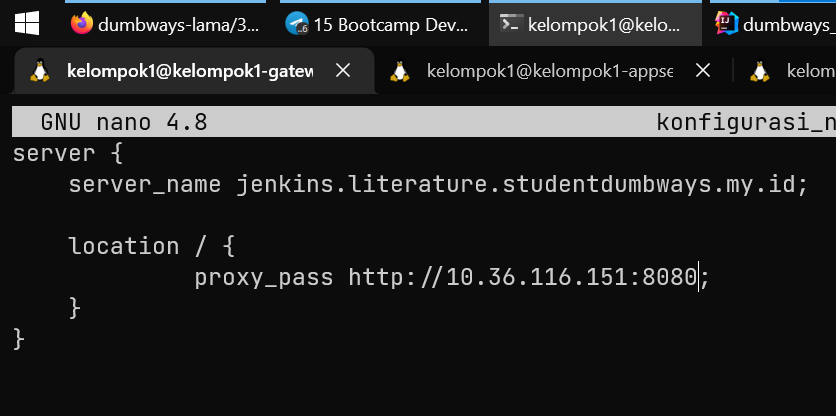 dumbways-lama/3...
15 Bootcamp Dev...
kelompok1@kelo...
dumbways_
kelompok1@kelompok1-gatew
kelompok1@kelompok1-appse
kelom
GNU nano 4.8
konfigurasi_n
server {
server_name jenkins.literature.studentdumbways.my.id;
location / {
proxy_pass http://10.36.116.151:8080;
}
}